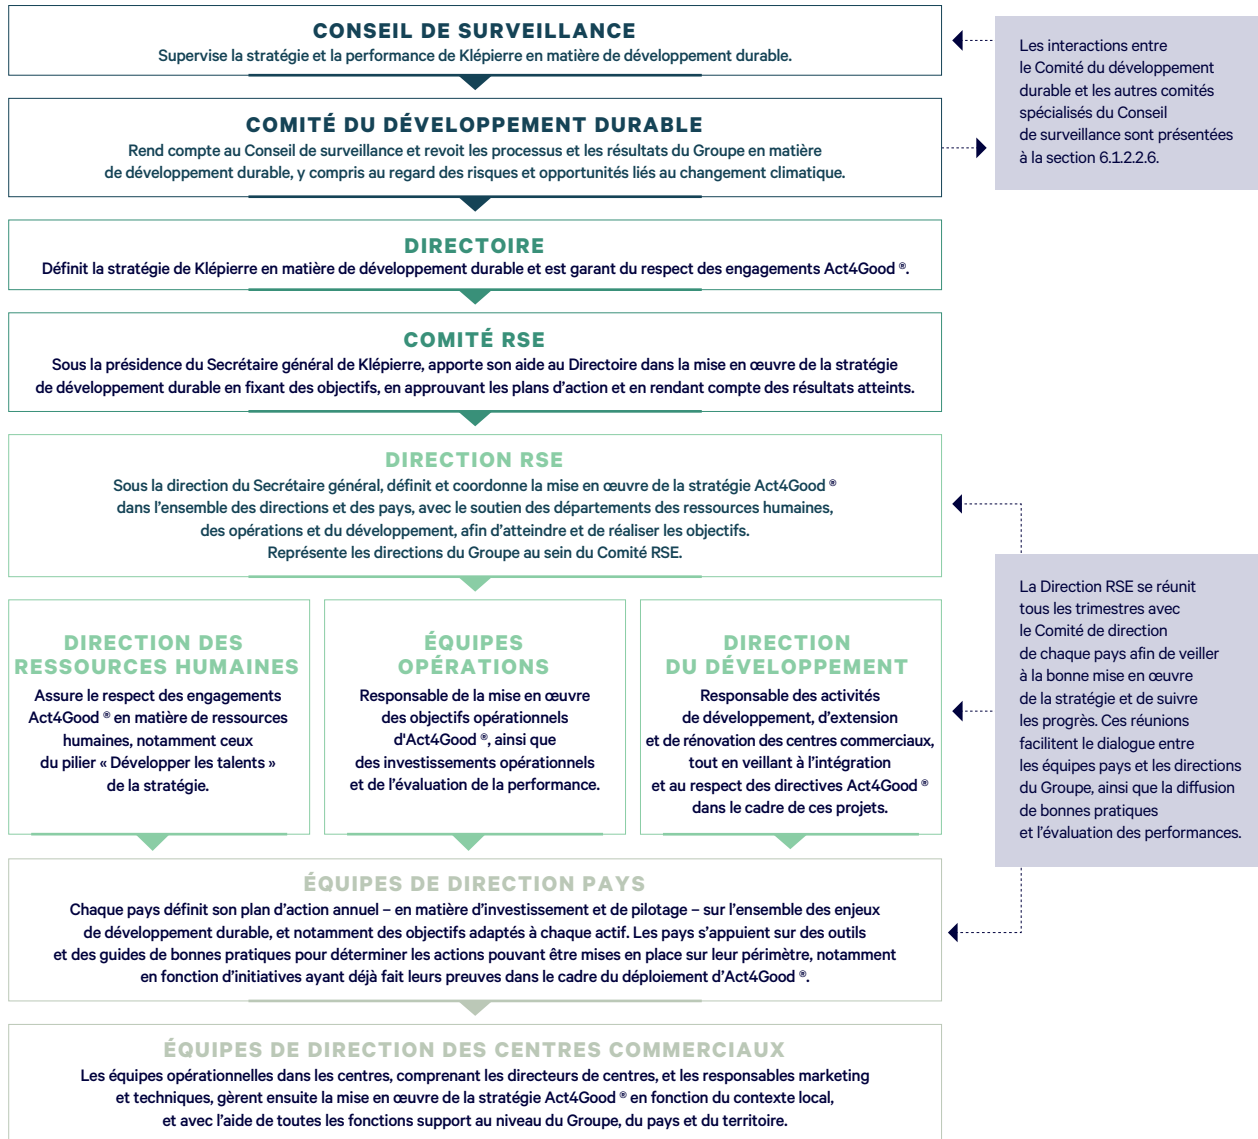 CONSEIL DE SURVEILLANCE
Supervise la stratégie et la performance de Klépierre en matière de développement durable.
Les interactions entre
le Comité du développement
durable et les autres comités
spécialisés du Conseil
de surveillance sont présentées
à la section 6.1.2.2.6.
COMITÉ DU DÉVELOPPEMENT DURABLE
Rend compte au Conseil de surveillance et revoit les processus et les résultats du Groupe en matière
de développement durable, y compris au regard des risques et opportunités liés au changement climatique.
DIRECTOIRE
Définit la stratégie de Klépierre en matière de développement durable et est garant du respect des engagements Act4Good ®.
COMITÉ RSE
Sous la présidence du Secrétaire général de Klépierre, apporte son aide au Directoire dans la mise en œuvre de la stratégie
de développement durable en fixant des objectifs, en approuvant les plans d’action et en rendant compte des résultats atteints.
DIRECTION RSE
Sous la direction du Secrétaire général, définit et coordonne la mise en œuvre de la stratégie Act4Good ®
dans l’ensemble des directions et des pays, avec le soutien des départements des ressources humaines,
des opérations et du développement, afin d’atteindre et de réaliser les objectifs.
Représente les directions du Groupe au sein du Comité RSE.
La Direction RSE se réunit
tous les trimestres avec
le Comité de direction
de chaque pays afin de veiller
à la bonne mise en œuvre
de la stratégie et de suivre
les progrès. Ces réunions
facilitent le dialogue entre
les équipes pays et les directions
du Groupe, ainsi que la diffusion
de bonnes pratiques
et l’évaluation des performances.
DIRECTION DES
RESSOURCES HUMAINES
Assure le respect des engagements
Act4Good ® en matière de ressources
humaines, notamment ceux
du pilier « Développer les talents »
de la stratégie.
ÉQUIPES
OPÉRATIONS
Responsable de la mise en œuvre
des objectifs opérationnels
d'Act4Good ®, ainsi que
des investissements opérationnels
et de l’évaluation de la performance.
DIRECTION
DU DÉVELOPPEMENT
Responsable des activités
de développement, d’extension
et de rénovation des centres commerciaux,
tout en veillant à l’intégration
et au respect des directives Act4Good ®
dans le cadre de ces projets.
ÉQUIPES DE DIRECTION PAYS
Chaque pays définit son plan d’action annuel – en matière d’investissement et de pilotage – sur l’ensemble des enjeux
de développement durable, et notamment des objectifs adaptés à chaque actif. Les pays s’appuient sur des outils
et des guides de bonnes pratiques pour déterminer les actions pouvant être mises en place sur leur périmètre, notamment
en fonction d’initiatives ayant déjà fait leurs preuves dans le cadre du déploiement d’Act4Good ®.
ÉQUIPES DE DIRECTION DES CENTRES COMMERCIAUX
Les équipes opérationnelles dans les centres, comprenant les directeurs de centres, et les responsables marketing
et techniques, gèrent ensuite la mise en œuvre de la stratégie Act4Good ® en fonction du contexte local,
et avec l’aide de toutes les fonctions support au niveau du Groupe, du pays et du territoire.